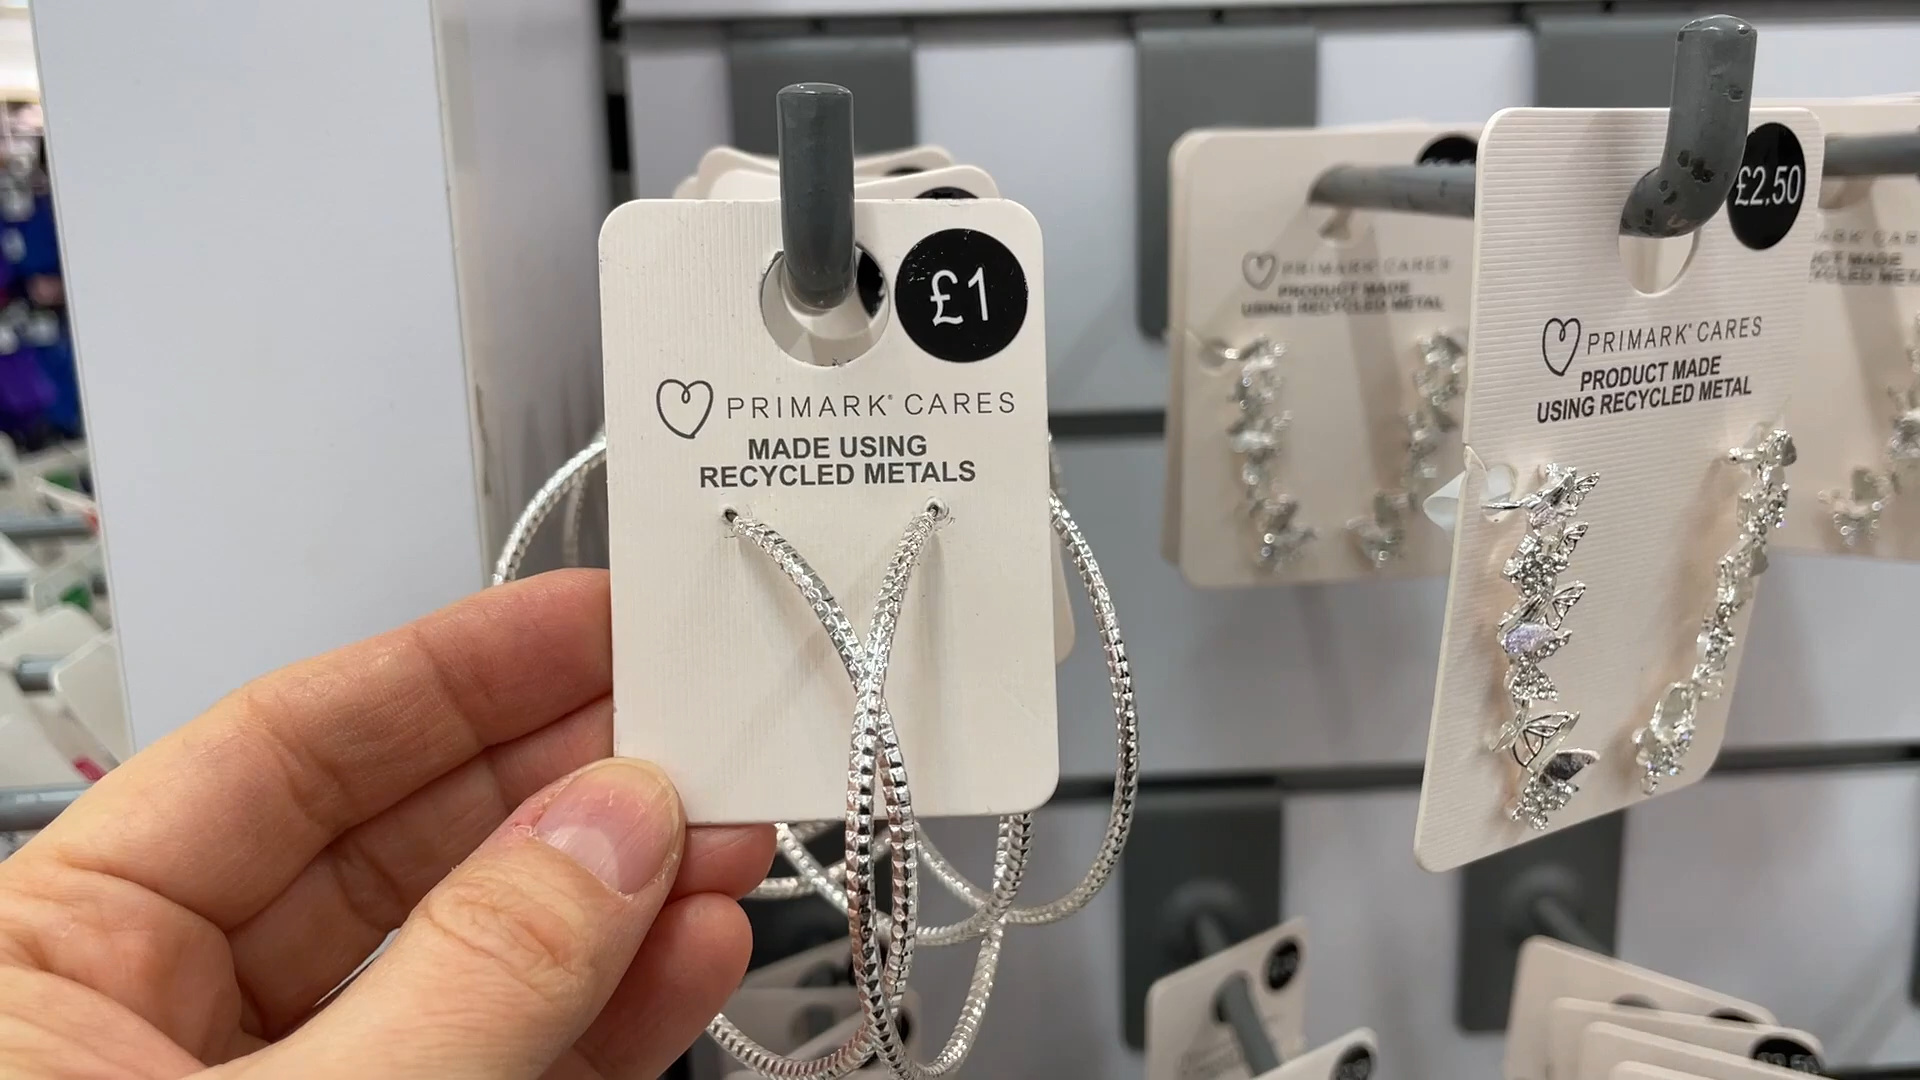 £1
PRIMARK® CARES
MADE USING
RECYCLED METALS
PRIMARK CARES
PRODUCT MADE
USING RECYCLED METAL
£2.50
PRIMARK® CARES
PRODUCT MADE
USING RECYCLED METAL